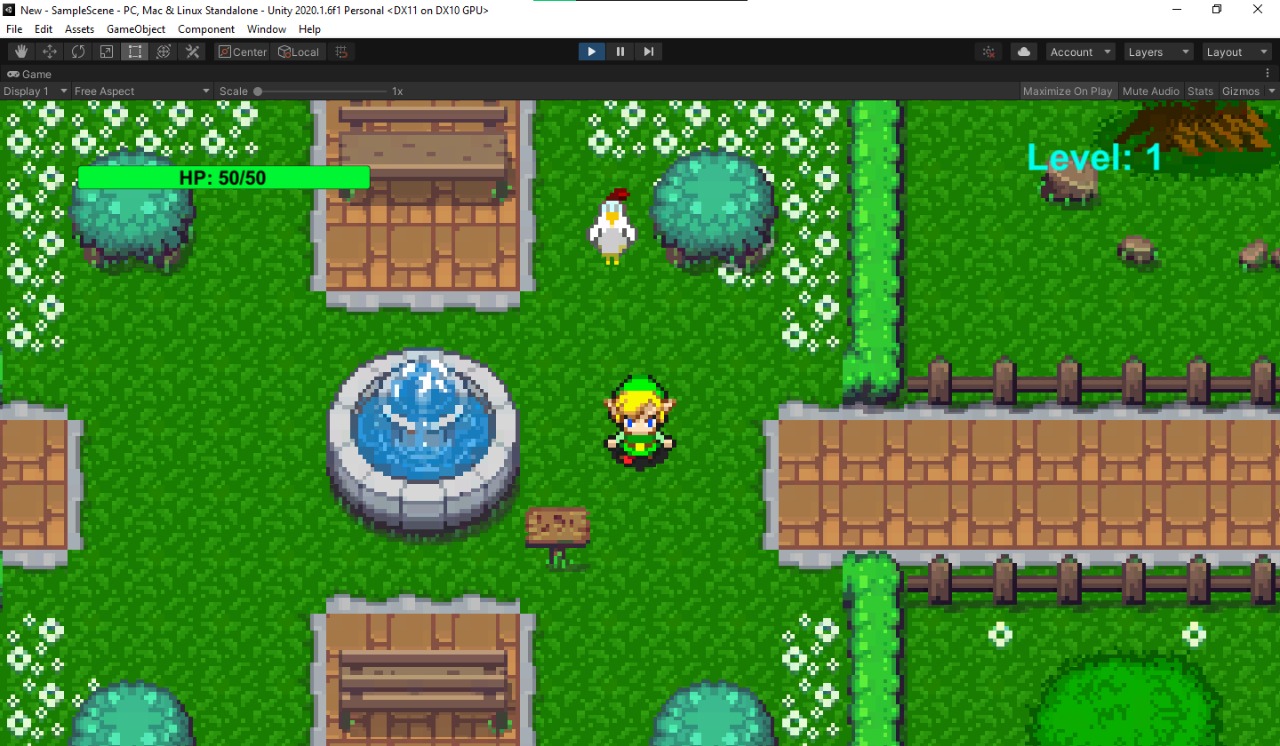 New - SampleScene - PC, Mac & Linux Standalone - Unity 2020.1.6f1 Personal <DX11 on DX10 GPU>
File Edit Assets GameObject Component Window Help
Center Local Account Layers Layout
Game
Display 1 Free Aspect Scale 1x Maximize On Play Mute Audio Stats Gizmos
Level: 1
HP: 50/50